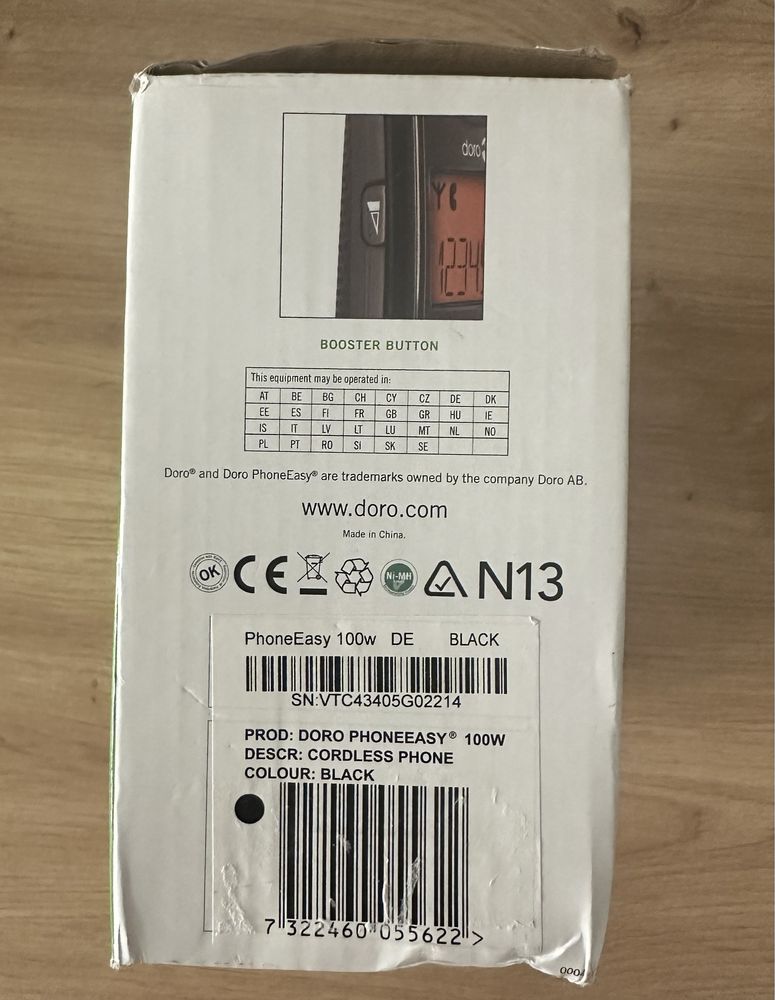 doro
1234
BOOSTER BUTTON
This equipment may be operated in:
AT BE BG CH CY CZ DE DK
EE ES FI FR GB GR HU IE
IS IT LV LT LU MT NL NO
PL PT RO SI SK SE
Doro® and Doro PhoneEasy® are trademarks owned by the company Doro AB.
www.doro.com
Made in China.
OK CE Ni-MH N13
PhoneEasy 100w DE BLACK
SN:VTC43405G02214
PROD: DORO PHONEEASY® 100W
DESCR: CORDLESS PHONE
COLOUR: BLACK
7 322460 055622 >